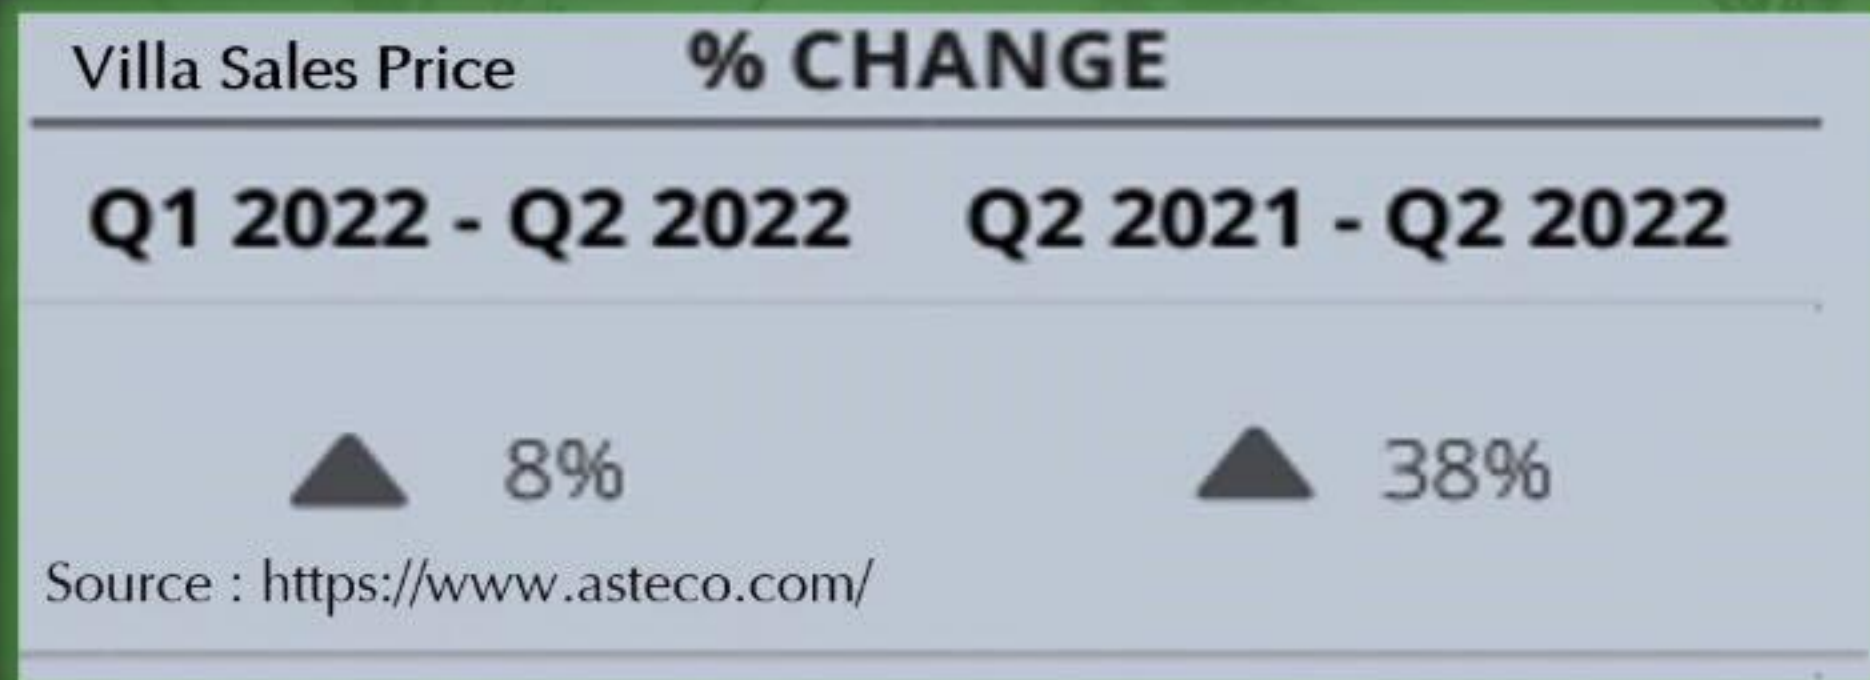 Villa Sales Price % CHANGE
Q1 2022 - Q2 2022 Q2 2021 - Q2 2022
▲ 8% ▲ 38%
Source : https://www.asteco.com/